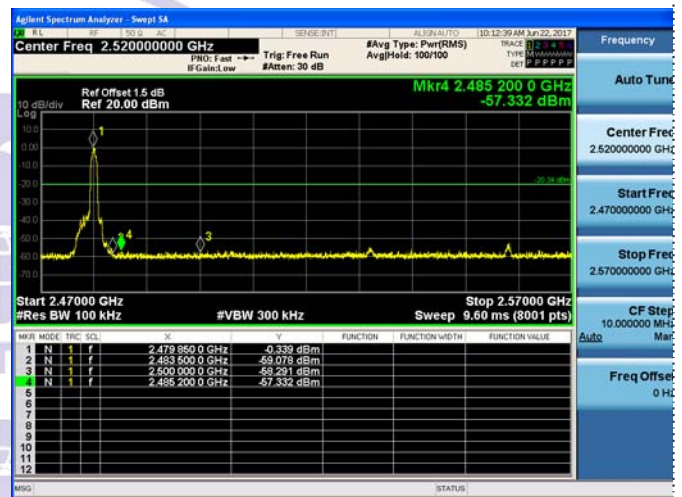 Agilent Spectrum Analyzer - Swept SA
RL RF 50 Ω AC SENSE:INT ALIGN AUTO 10:12:39 AM Jun 22, 2017
Center Freq 2.520000000 GHz
PNO: Fast
IFGain:Low
Trig: Free Run
#Atten: 30 dB
#Avg Type: Pwr(RMS)
Avg|Hold: 100/100
TRACE 1 2 3 4 5 6
TYPE
DET P P P P P P
Frequency
Auto Tune
Center Freq
2.520000000 GHz
Start Freq
2.470000000 GHz
Stop Freq
2.570000000 GHz
CF Step
10.000000 MHz
Auto Man
Freq Offset
0 Hz
Ref Offset 1.5 dB
10 dB/div Ref 20.00 dBm
Log
Mkr4 2.485 200 0 GHz
-57.332 dBm
10.0
0.00
-10.0
-20.0
-30.0
-40.0
-50.0
-60.0
-70.0
1
4
3
-20.34 dBm
Start 2.47000 GHz Stop 2.57000 GHz
#Res BW 100 kHz #VBW 300 kHz Sweep 9.60 ms (8001 pts)
MKR MODE TRC SCL X Y FUNCTION FUNCTION WIDTH FUNCTION VALUE
1 N 1 f 2.479 850 0 GHz -0.339 dBm
2 N 1 f 2.483 500 0 GHz -59.078 dBm
3 N 1 f 2.500 000 0 GHz -58.291 dBm
4 N 1 f 2.485 200 0 GHz -57.332 dBm
5
6
7
8
9
10
11
12
MSG STATUS